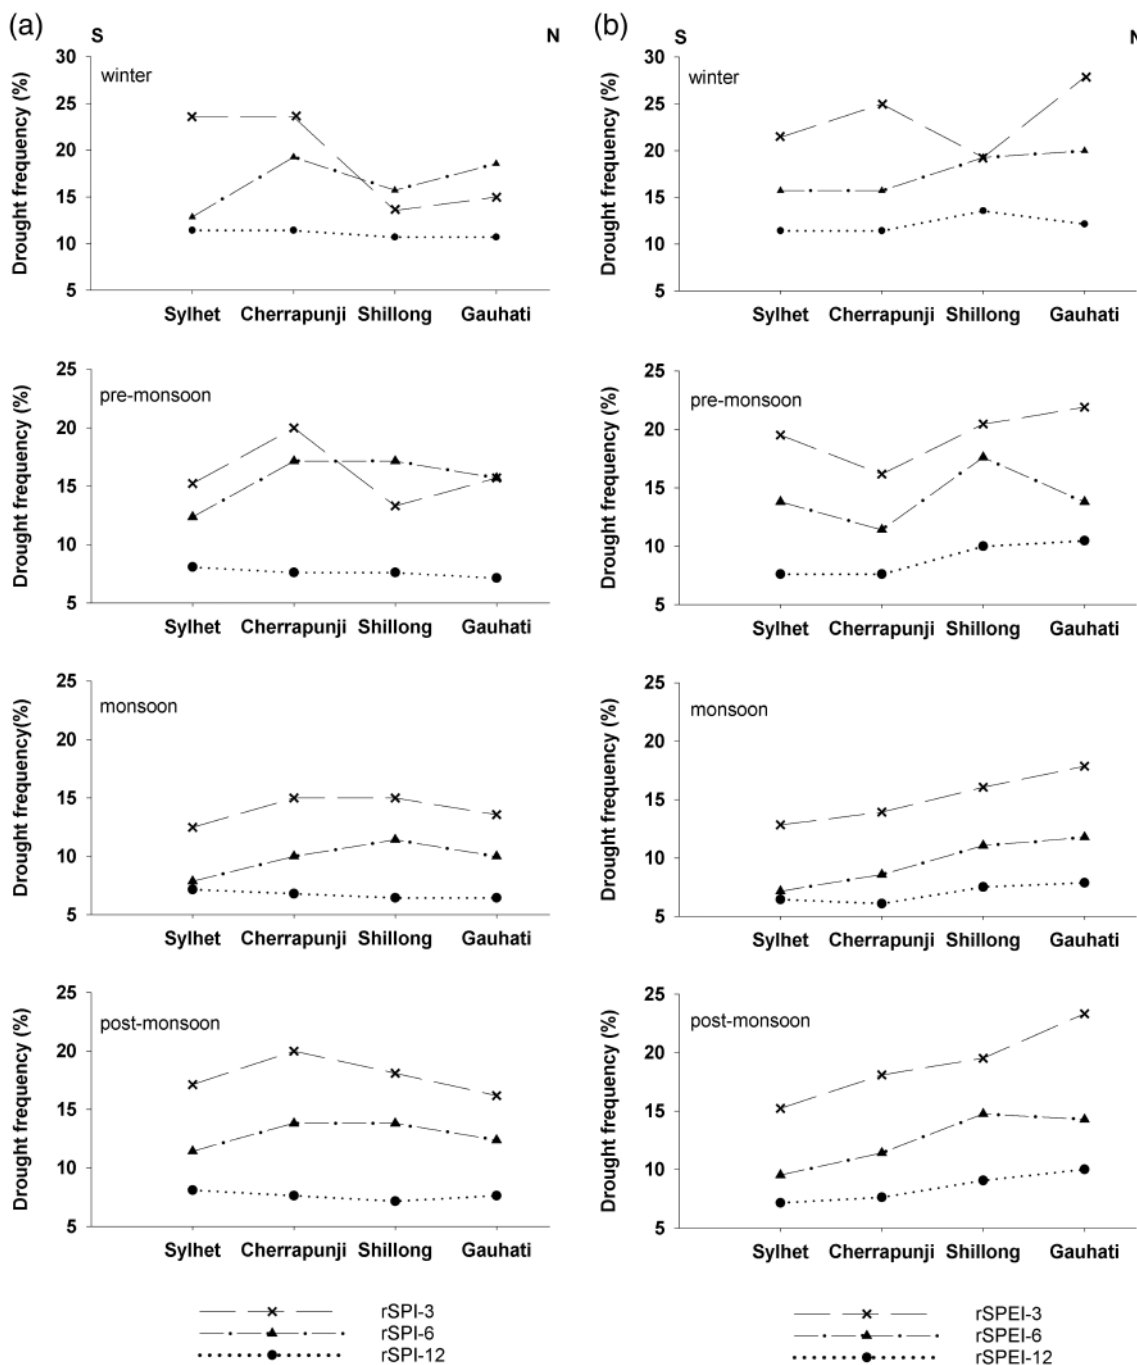 (a)
S
N
Drought frequency (%)
30
25
20
15
10
5
winter
Sylhet Cherrapunji Shillong Gauhati
Drought frequency (%)
25
20
15
10
5
pre-monsoon
Sylhet Cherrapunji Shillong Gauhati
Drought frequency(%)
25
20
15
10
5
monsoon
Sylhet Cherrapunji Shillong Gauhati
Drought frequency (%)
25
20
15
10
5
post-monsoon
Sylhet Cherrapunji Shillong Gauhati
rSPI-3
rSPI-6
rSPI-12
(b)
S
N
Drought frequency (%)
30
25
20
15
10
5
winter
Sylhet Cherrapunji Shillong Gauhati
Drought frequency (%)
25
20
15
10
5
pre-monsoon
Sylhet Cherrapunji Shillong Gauhati
Drought frequency (%)
25
20
15
10
5
monsoon
Sylhet Cherrapunji Shillong Gauhati
Drought frequency (%)
25
20
15
10
5
post-monsoon
Sylhet Cherrapunji Shillong Gauhati
rSPEI-3
rSPEI-6
rSPEI-12